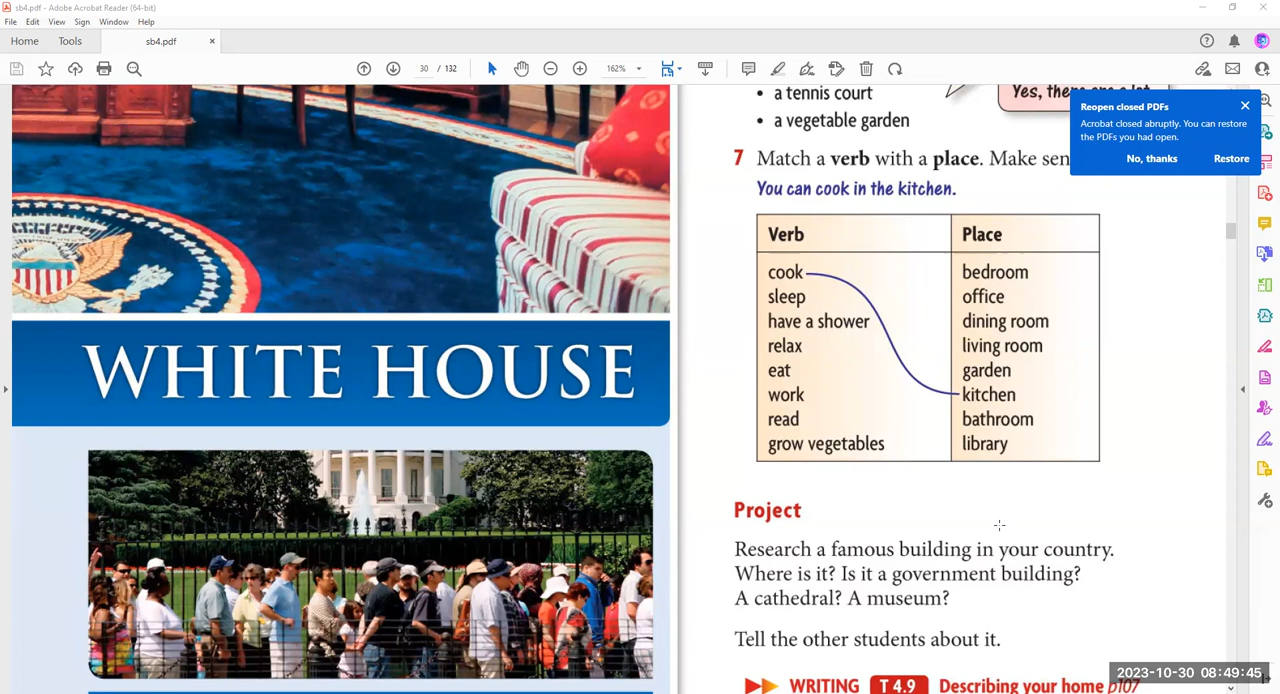 sb4.pdf - Adobe Acrobat Reader (64-bit)
File Edit View Sign Window Help
Home Tools sb4.pdf ×
30 / 132 162%
WHITE HOUSE
• a tennis court
• a vegetable garden
Yes, there are a lot
Reopen closed PDFs
Acrobat closed abruptly. You can restore
the PDFs you had open.
No, thanks Restore
7 Match a verb with a place. Make sen
You can cook in the kitchen.
Verb Place
cook bedroom
sleep office
have a shower dining room
relax living room
eat garden
work kitchen
read bathroom
grow vegetables library
Project
Research a famous building in your country.
Where is it? Is it a government building?
A cathedral? A museum?
Tell the other students about it.
WRITING T 4.9 Describing your home p107
2023-10-30 08:49:45